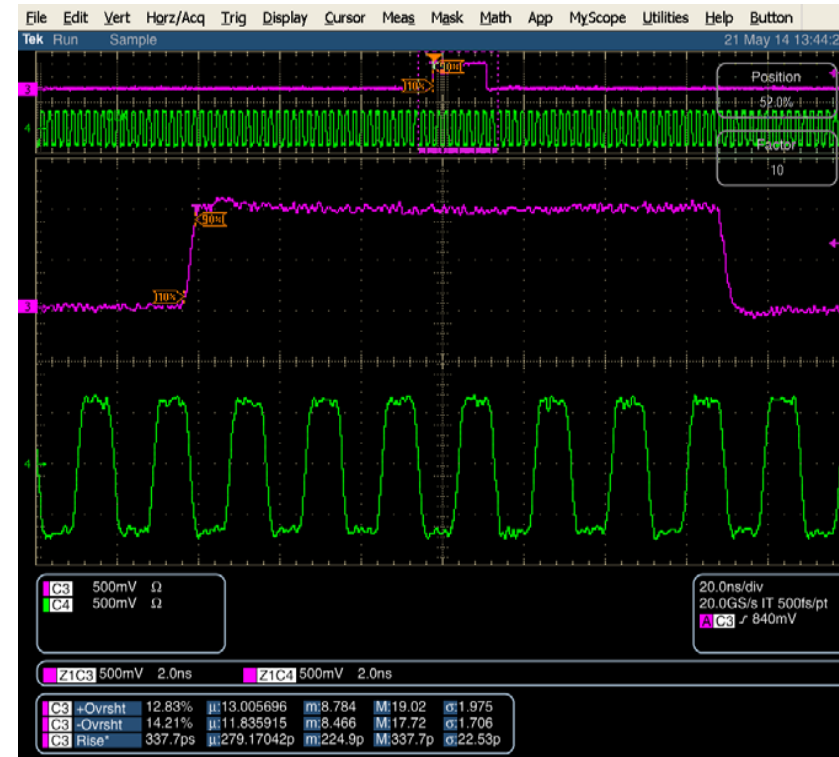 File Edit Vert Horz/Acq Trig Display Cursor Meas Mask Math App MyScope Utilities Help Button
Tek Run Sample 21 May 14 13:44:2
Position
52.0%
Factor
10
10%
3
4
90%
10%
3
4
C3 500mV Ω
C4 500mV Ω
20.0ns/div
20.0GS/s IT 500fs/pt
A C3 840mV
Z1C3 500mV 2.0ns Z1C4 500mV 2.0ns
C3 +Ovrsht 12.83% µ:13.005696 m:8.784 M:19.02 σ:1.975
C3 -Ovrsht 14.21% µ:11.835915 m:8.466 M:17.72 σ:1.706
C3 Rise* 337.7ps µ:279.17042p m:224.9p M:337.7p σ:22.53p